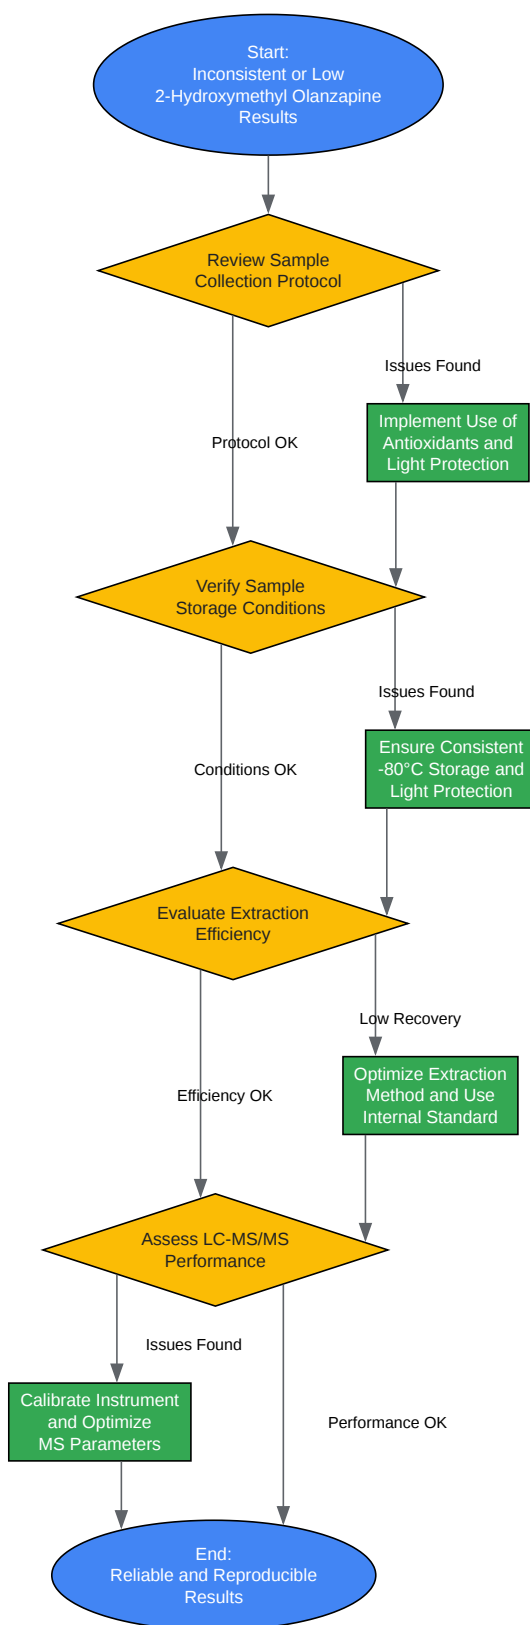 Start:
Inconsistent or Low
2-Hydroxymethyl Olanzapine
Results
Review Sample
Collection Protocol
Issues Found
Implement Use of
Antioxidants and
Light Protection
Protocol OK
Verify Sample
Storage Conditions
Issues Found
Ensure Consistent
-80°C Storage and
Light Protection
Conditions OK
Evaluate Extraction
Efficiency
Low Recovery
Optimize Extraction
Method and Use
Internal Standard
Efficiency OK
Assess LC-MS/MS
Performance
Issues Found
Calibrate Instrument
and Optimize
MS Parameters
Performance OK
End:
Reliable and Reproducible
Results